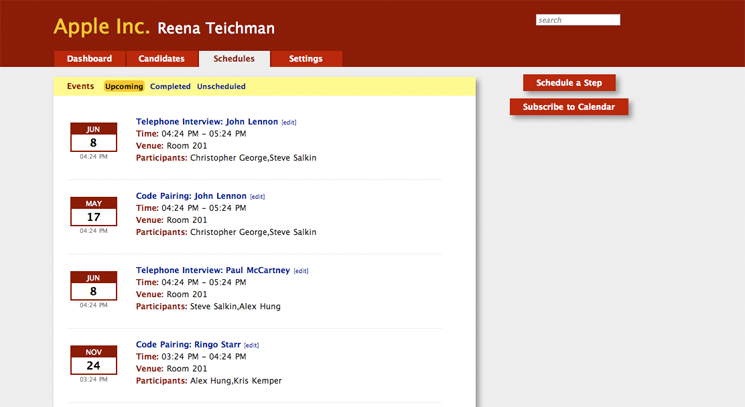 Apple Inc. Reena Teichman
search
Dashboard Candidates Schedules Settings
Events Upcoming Completed Unscheduled
Schedule a Step
Subscribe to Calendar
JUN
8
04:24 PM
Telephone Interview: John Lennon [edit]
Time: 04:24 PM – 05:24 PM
Venue: Room 201
Participants: Christopher George,Steve Salkin
MAY
17
04:24 PM
Code Pairing: John Lennon [edit]
Time: 04:24 PM – 05:24 PM
Venue: Room 201
Participants: Christopher George,Steve Salkin
JUN
8
04:24 PM
Telephone Interview: Paul McCartney [edit]
Time: 04:24 PM – 05:24 PM
Venue: Room 201
Participants: Steve Salkin,Alex Hung
NOV
24
03:24 PM
Code Pairing: Ringo Starr [edit]
Time: 03:24 PM – 04:24 PM
Venue: Room 201
Participants: Alex Hung,Kris Kemper